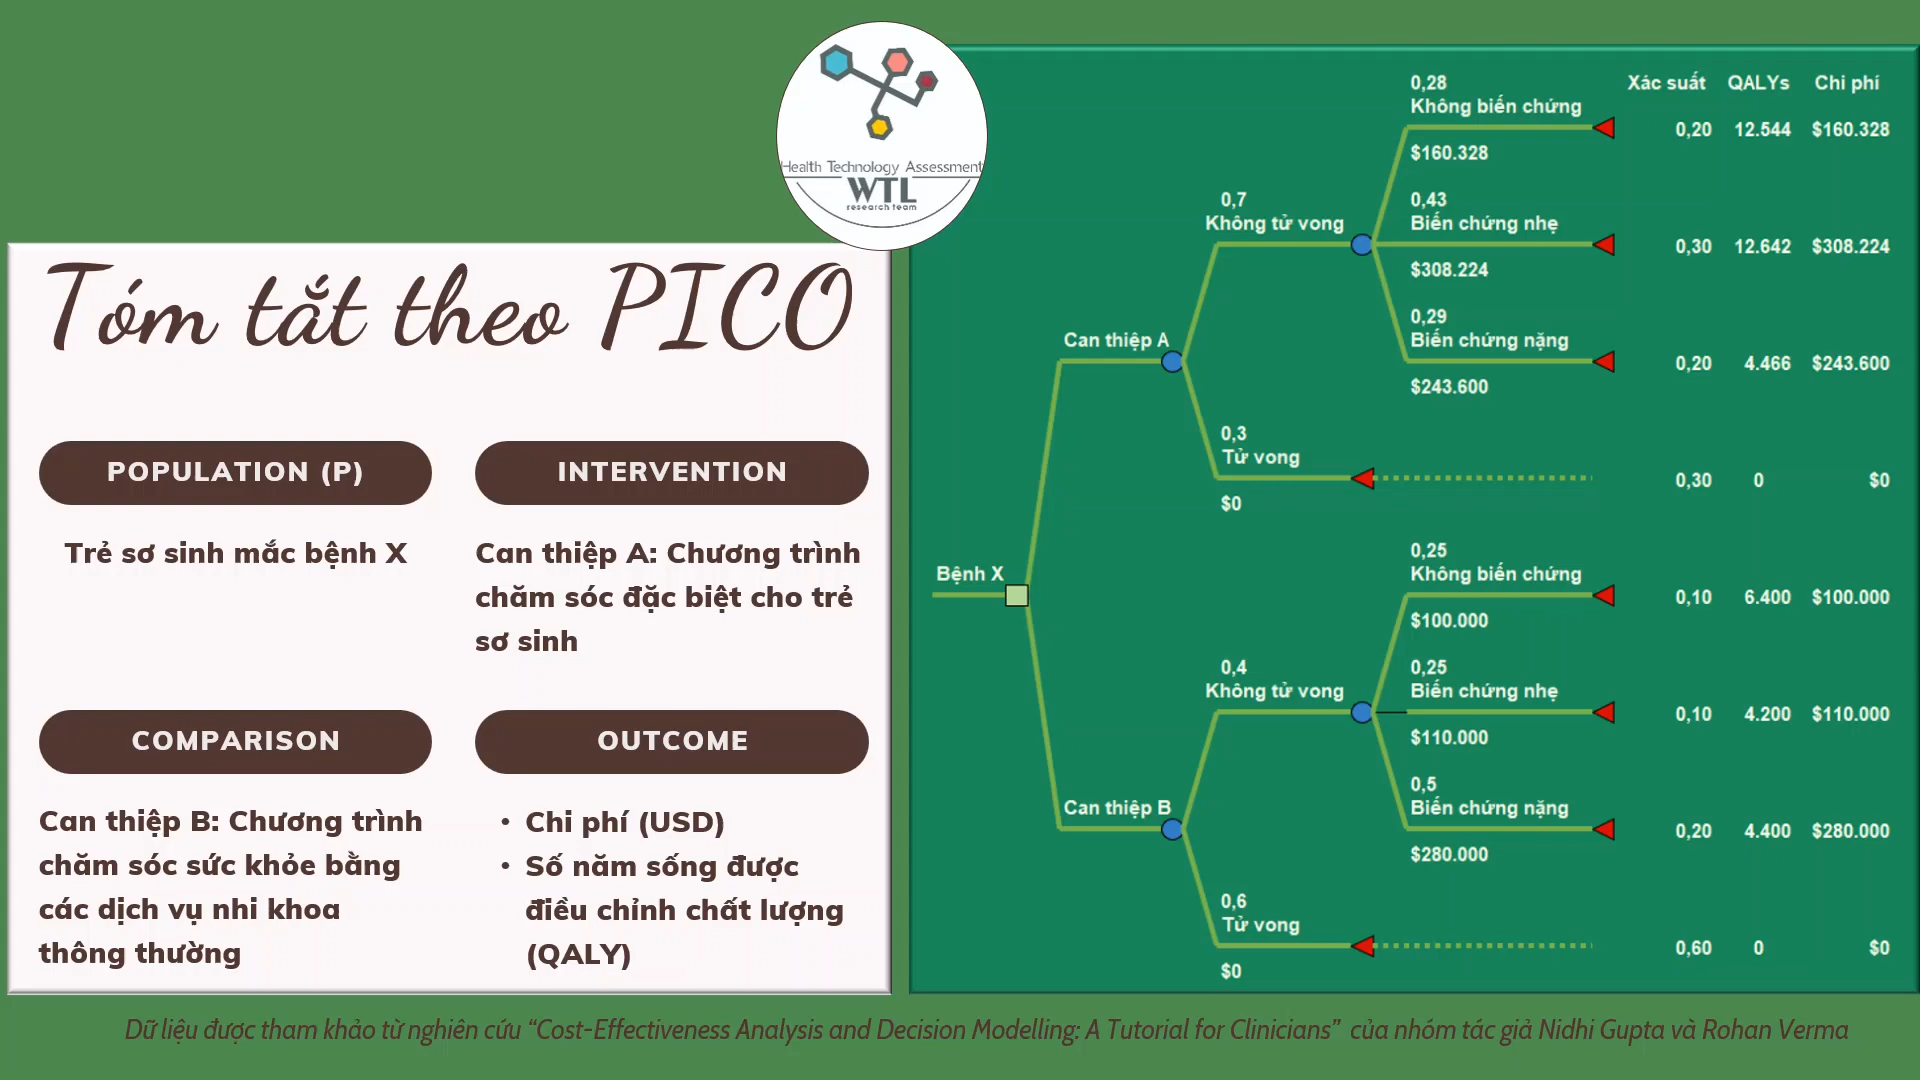 Health Technology Assessment
WTL
research team
Tóm tắt theo PICO
POPULATION (P)
Trẻ sơ sinh mắc bệnh X
INTERVENTION
Can thiệp A: Chương trình
chăm sóc đặc biệt cho trẻ
sơ sinh
COMPARISON
Can thiệp B: Chương trình
chăm sóc sức khỏe bằng
các dịch vụ nhi khoa
thông thường
OUTCOME
• Chi phí (USD)
• Số năm sống được
điều chỉnh chất lượng
(QALY)
Xác suất QALYs Chi phí
Bệnh X
Can thiệp A
0,7
Không tử vong
0,28
Không biến chứng
$160.328
0,20 12.544 $160.328
0,43
Biến chứng nhẹ
$308.224
0,30 12.642 $308.224
0,29
Biến chứng nặng
$243.600
0,20 4.466 $243.600
0,3
Tử vong
$0
0,30 0 $0
Can thiệp B
0,4
Không tử vong
0,25
Không biến chứng
$100.000
0,10 6.400 $100.000
0,25
Biến chứng nhẹ
$110.000
0,10 4.200 $110.000
0,5
Biến chứng nặng
$280.000
0,20 4.400 $280.000
0,6
Tử vong
$0
0,60 0 $0
Dữ liệu được tham khảo từ nghiên cứu “Cost-Effectiveness Analysis and Decision Modelling: A Tutorial for Clinicians” của nhóm tác giả Nidhi Gupta và Rohan Verma